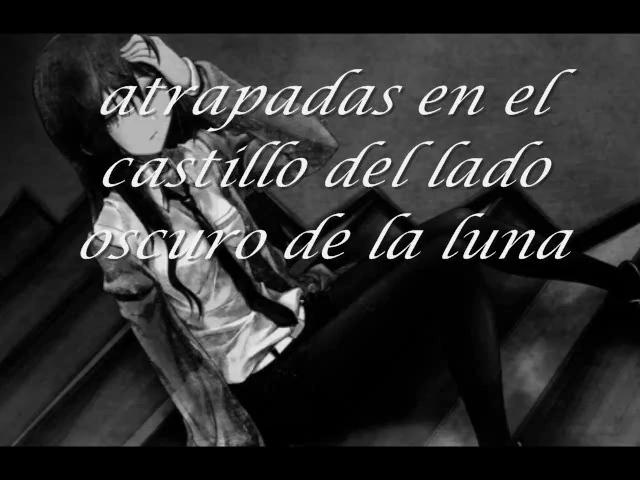 atrapadas en el
castillo del lado
oscuro de la luna